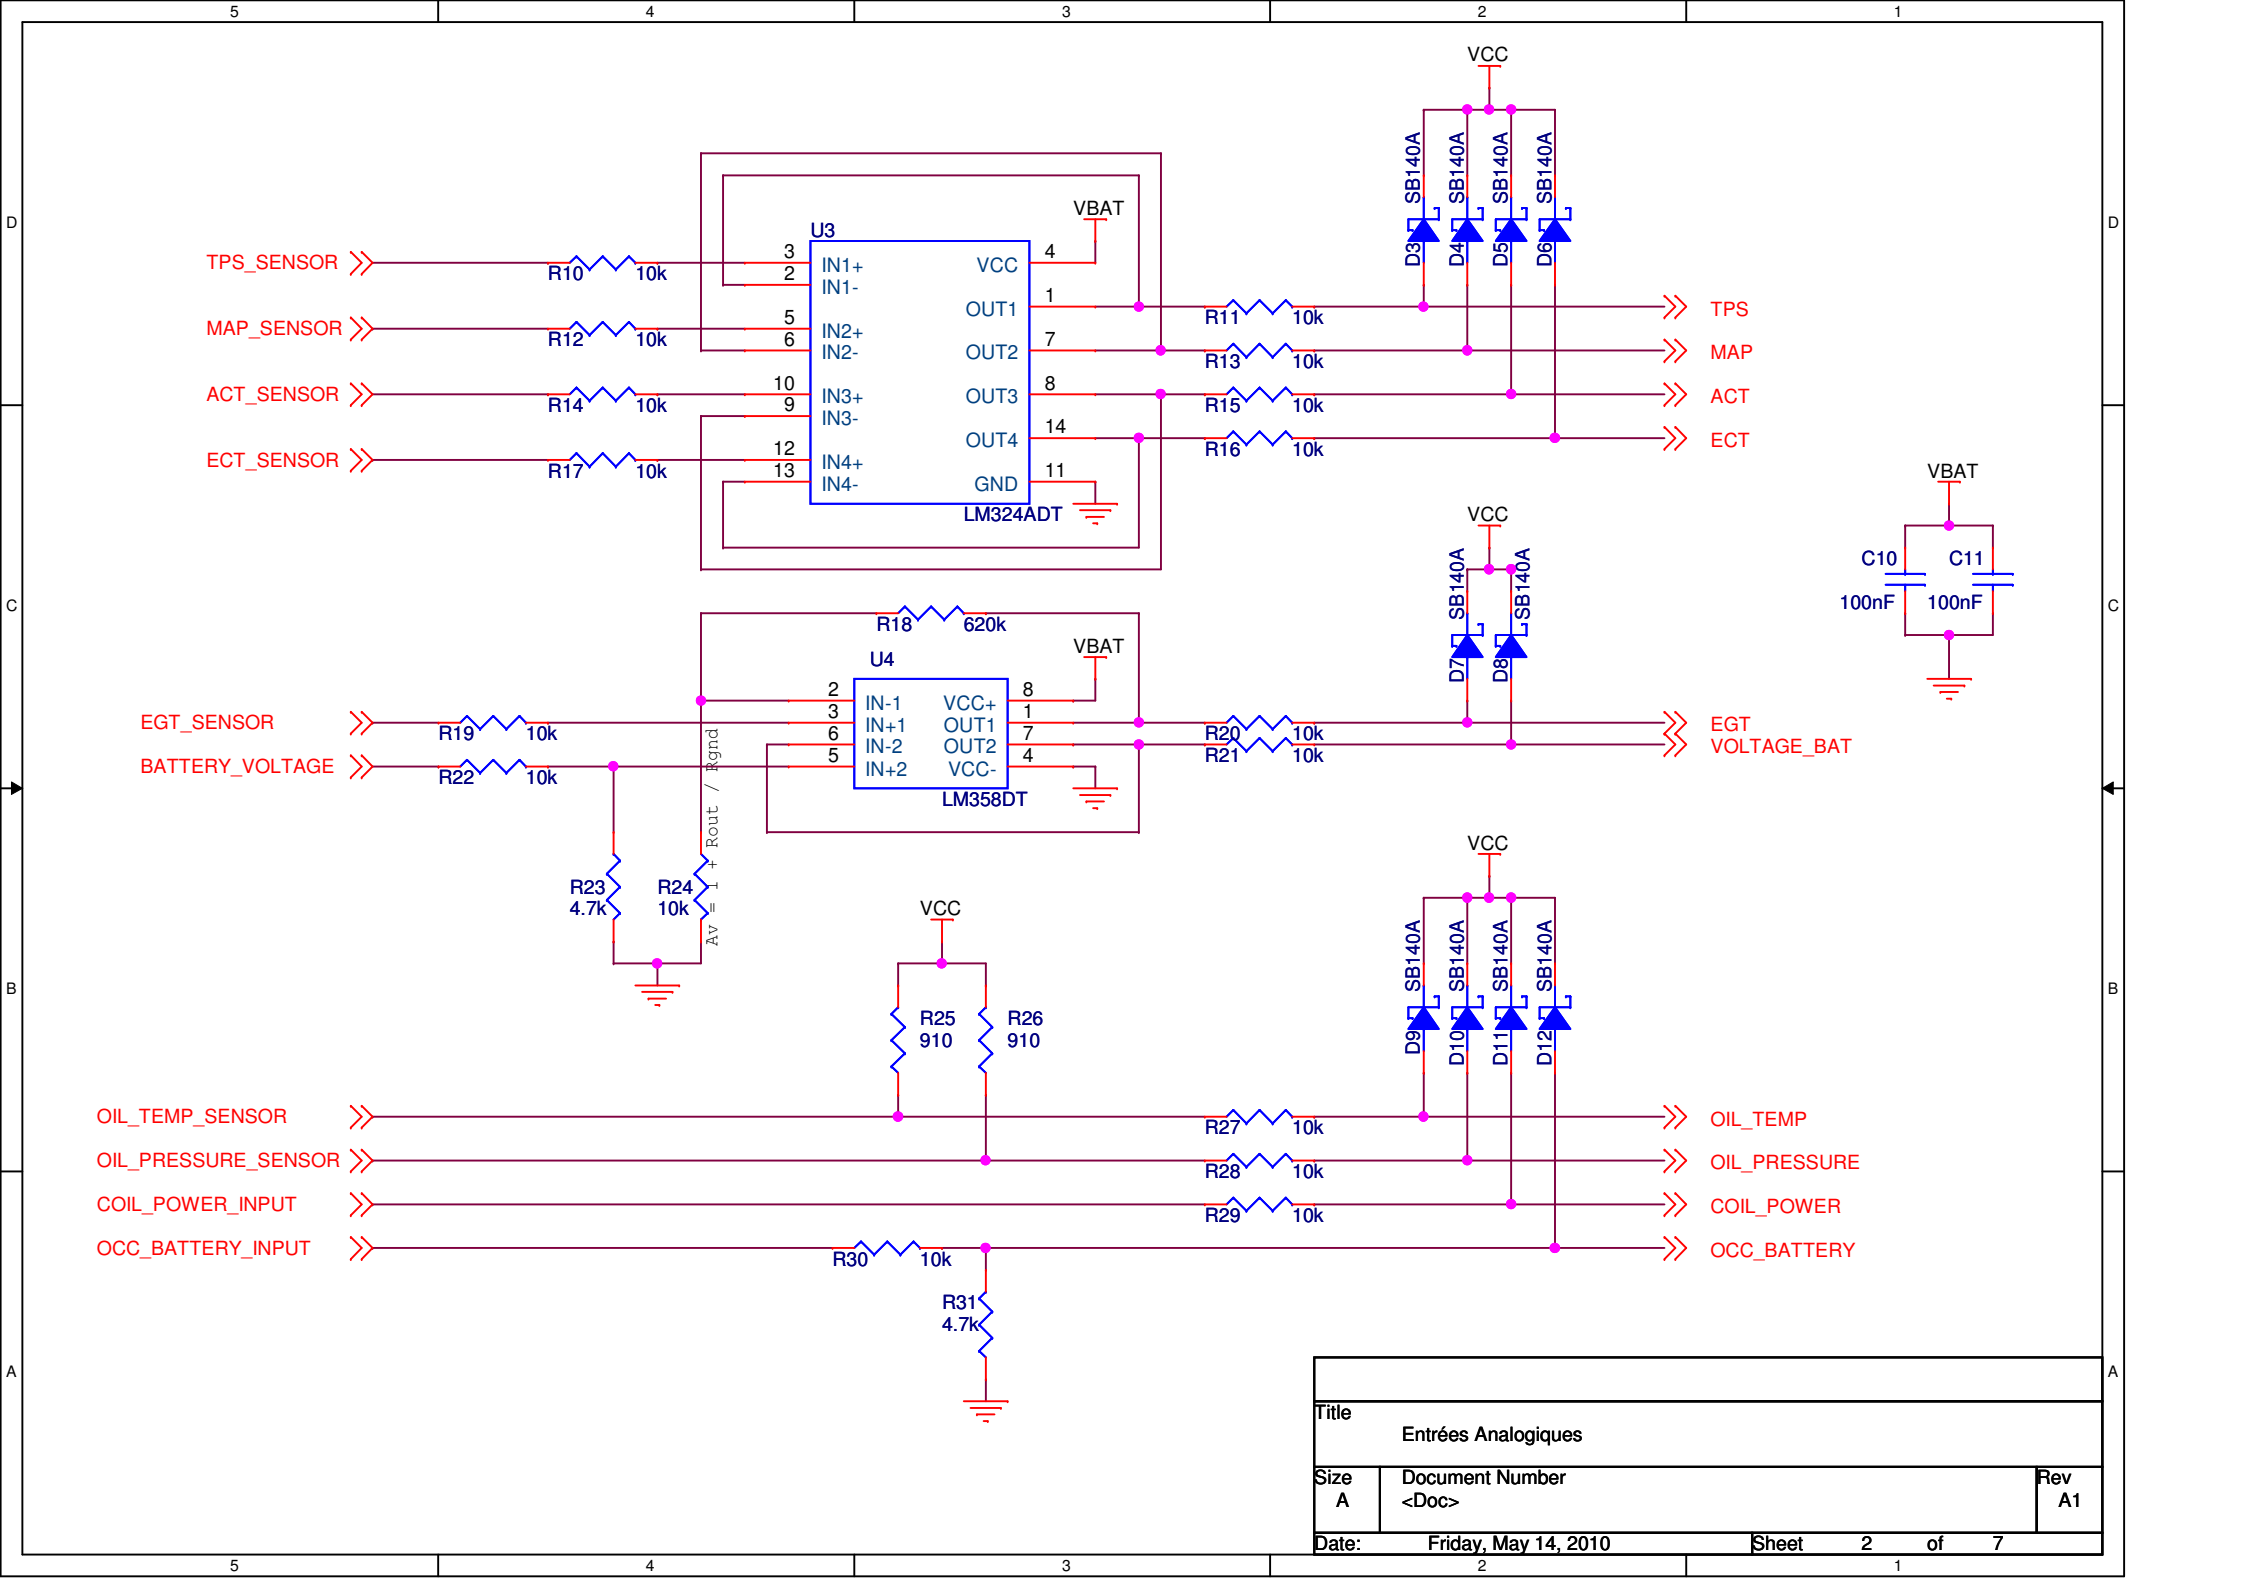 5 4 3 2 1
D
D
C
C
B
B
A
A
VCC
SB140A SB140A SB140A SB140A
D3 D4 D5 D6
VBAT
U3
TPS_SENSOR R10 10k 3 IN1+ VCC 4
2 IN1-
OUT1 1 R11 10k TPS
MAP_SENSOR R12 10k 5 IN2+
6 IN2- OUT2 7 R13 10k MAP
ACT_SENSOR R14 10k 10 IN3+ OUT3 8 R15 10k ACT
9 IN3-
OUT4 14 R16 10k ECT
ECT_SENSOR R17 10k 12 IN4+
13 IN4- GND 11
LM324ADT
VBAT
C10 C11
100nF 100nF
VCC
SB140A SB140A
D7 D8
R18 620k
VBAT
U4
2 IN-1 VCC+ 8
EGT_SENSOR R19 10k 3 IN+1 OUT1 1 R20 10k EGT
6 IN-2 OUT2 7 R21 10k VOLTAGE_BAT
BATTERY_VOLTAGE R22 10k 5 IN+2 VCC- 4
LM358DT
Av = 1 + Rout / Rgnd
R23
4.7k
R24
10k
VCC
R25
910
R26
910
VCC
SB140A SB140A SB140A SB140A
D9 D10 D11 D12
OIL_TEMP_SENSOR R27 10k OIL_TEMP
OIL_PRESSURE_SENSOR R28 10k OIL_PRESSURE
COIL_POWER_INPUT R29 10k COIL_POWER
OCC_BATTERY_INPUT R30 10k OCC_BATTERY
R31
4.7k
Title
Entrées Analogiques
Size Document Number Rev
A <Doc> A1
Date: Friday, May 14, 2010 Sheet 2 of 7
5 4 3 2 1